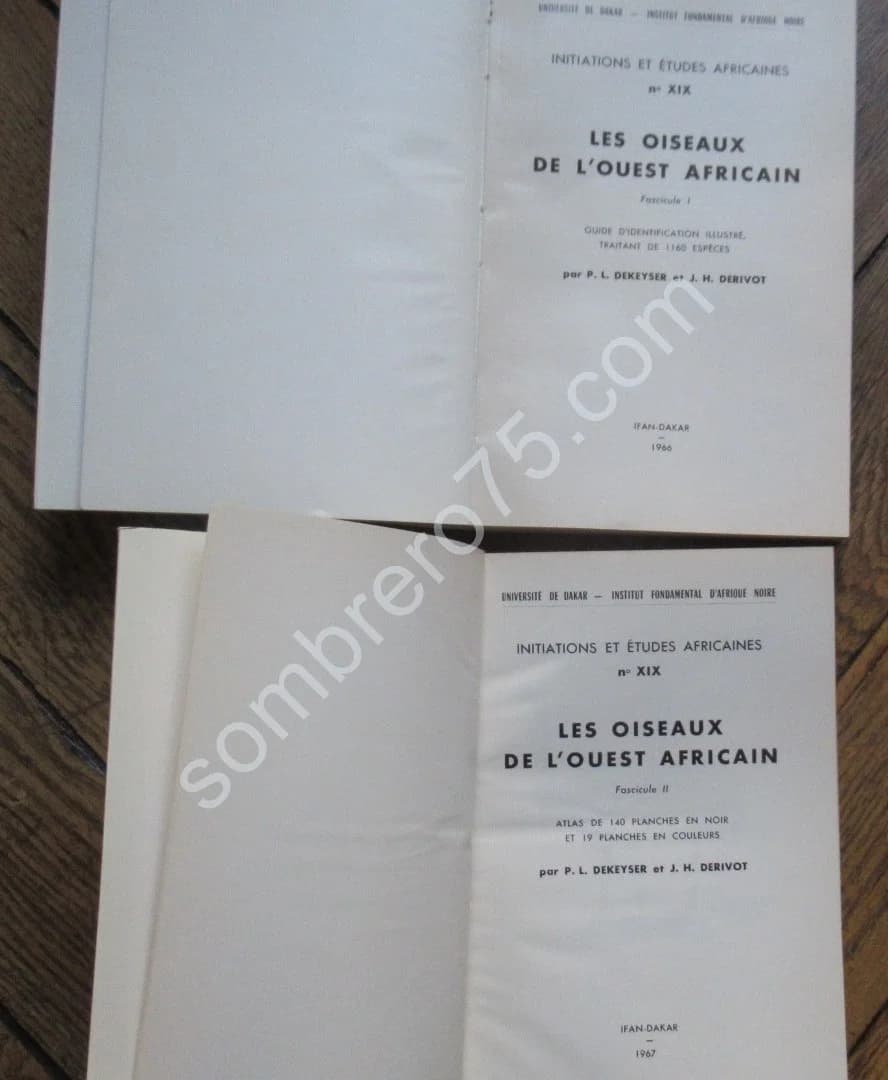 UNIVERSITÉ DE DAKAR — INSTITUT FONDAMENTAL D'AFRIQUE NOIRE
INITIATIONS ET ÉTUDES AFRICAINES
nº XIX
LES OISEAUX
DE L'OUEST AFRICAIN
Fascicule I
GUIDE D'IDENTIFICATION ILLUSTRÉ,
TRAITANT DE 1160 ESPÈCES
par P. L. DEKEYSER et J. H. DERIVOT
IFAN-DAKAR
—
1966
sombrero75.com
UNIVERSITÉ DE DAKAR — INSTITUT FONDAMENTAL D'AFRIQUE NOIRE
INITIATIONS ET ÉTUDES AFRICAINES
nº XIX
LES OISEAUX
DE L'OUEST AFRICAIN
Fascicule II
ATLAS DE 140 PLANCHES EN NOIR
ET 19 PLANCHES EN COULEURS
par P. L. DEKEYSER et J. H. DERIVOT
IFAN-DAKAR
—
1967